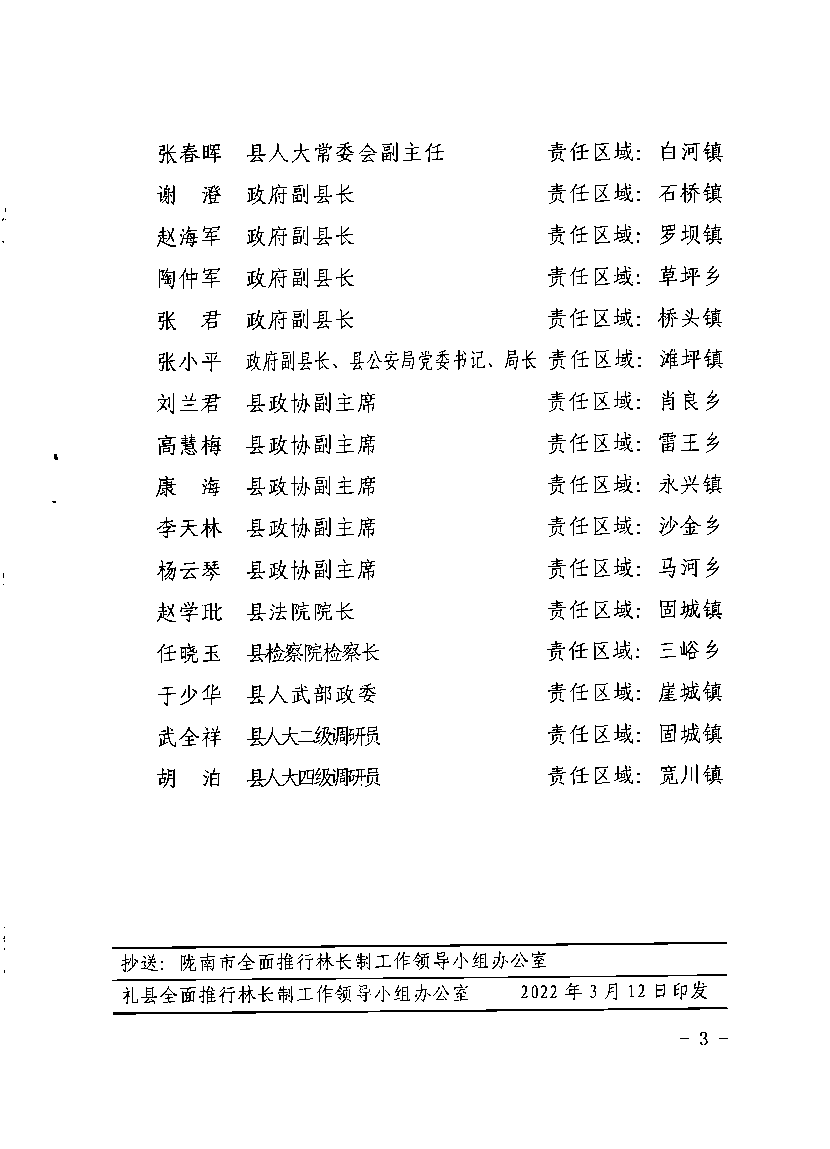 张春晖 县人大常委会副主任 责任区域：白河镇
谢 澄 政府副县长 责任区域：石桥镇
赵海军 政府副县长 责任区域：罗坝镇
陶仲军 政府副县长 责任区域：草坪乡
张 君 政府副县长 责任区域：桥头镇
张小平 政府副县长、县公安局党委书记、局长 责任区域：滩坪镇
刘兰君 县政协副主席 责任区域：肖良乡
高慧梅 县政协副主席 责任区域：雷王乡
康 海 县政协副主席 责任区域：永兴镇
李天林 县政协副主席 责任区域：沙金乡
杨云琴 县政协副主席 责任区域：马河乡
赵学玭 县法院院长 责任区域：固城镇
任晓玉 县检察院检察长 责任区域：三峪乡
于少华 县人武部政委 责任区域：崖城镇
武全祥 县人大二级调研员 责任区域：固城镇
胡 泊 县人大四级调研员 责任区域：宽川镇
抄送：陇南市全面推行林长制工作领导小组办公室
礼县全面推行林长制工作领导小组办公室 2022年3月12日印发
- 3 -